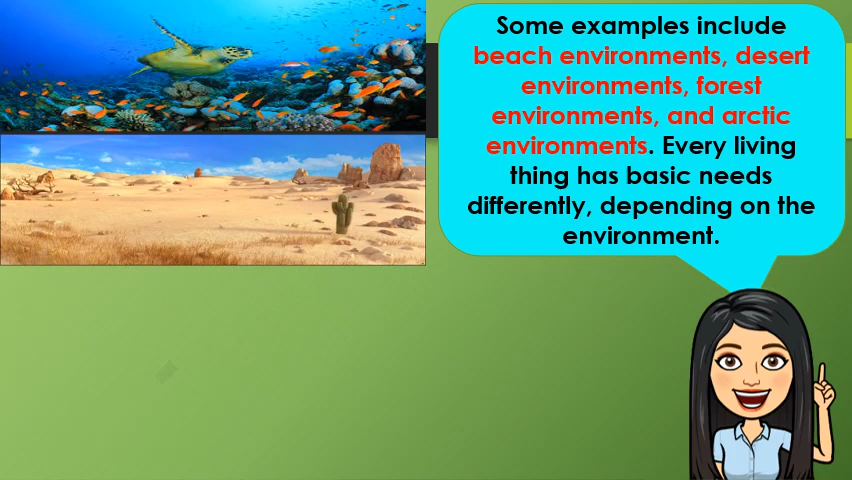 Some examples include
beach environments, desert
environments, forest
environments, and arctic
environments. Every living
thing has basic needs
differently, depending on the
environment.